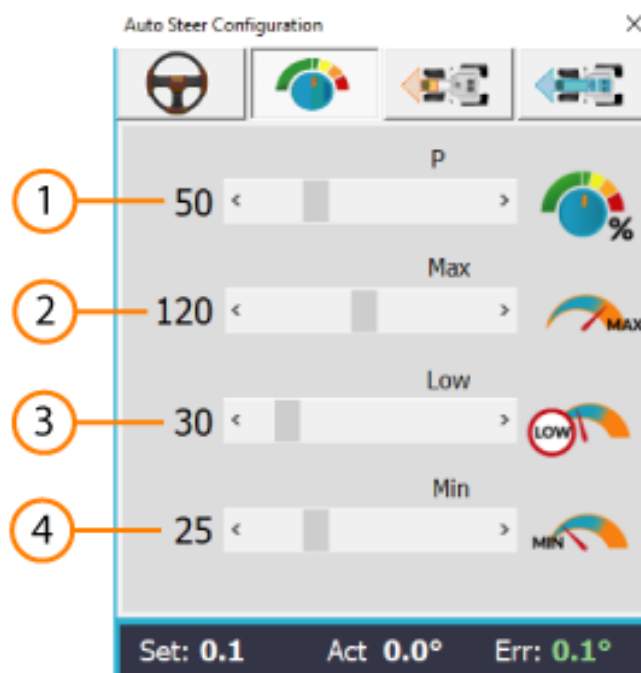 Auto Steer Configuration
P
1 50 %
Max
2 120 MAX
Low
3 30 LOW
Min
4 25 MIN
Set: 0.1 Act 0.0° Err: 0.1°